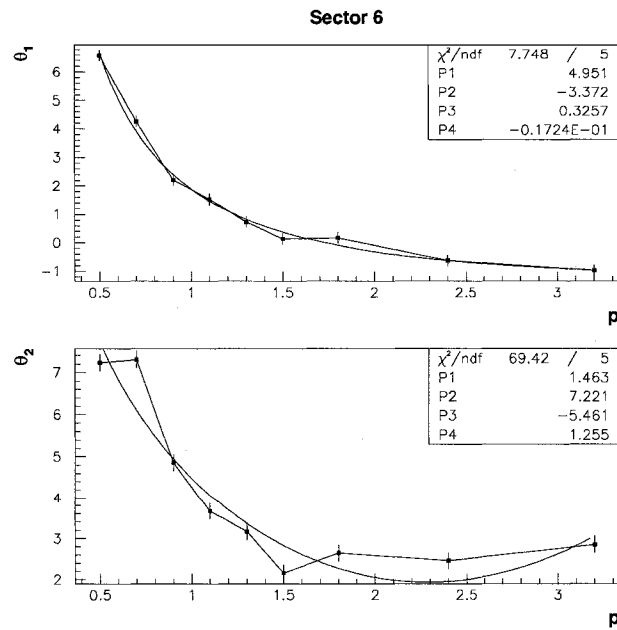 Sector 6
θ1
χ²/ndf 7.748 / 5
P1 4.951
P2 -3.372
P3 0.3257
P4 -0.1724E-01
6
5
4
3
2
1
0
-1
0.5 1 1.5 2 2.5 3
p
θ2
χ²/ndf 69.42 / 5
P1 1.463
P2 7.221
P3 -5.461
P4 1.255
7
6
5
4
3
2
0.5 1 1.5 2 2.5 3
p